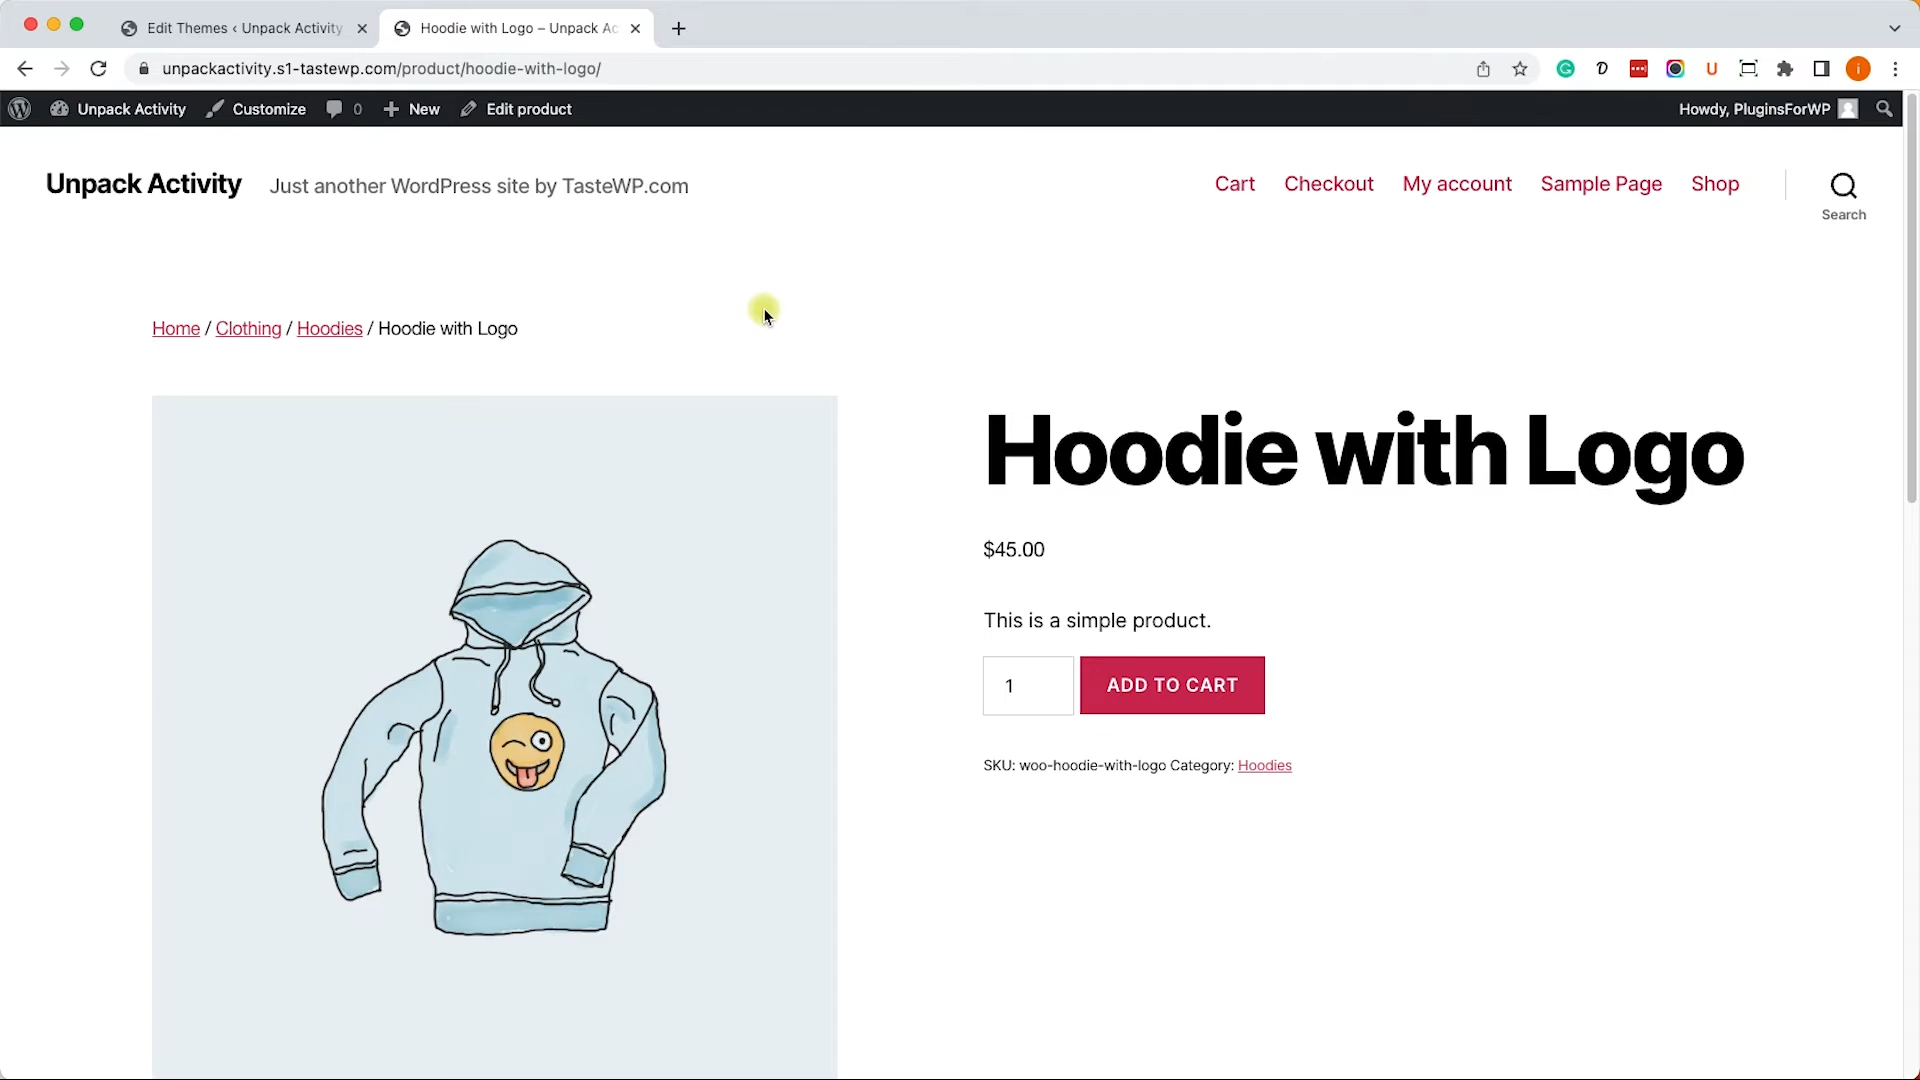 Edit Themes ‹ Unpack Activity
Hoodie with Logo – Unpack Ac
unpackactivity.s1-tastewp.com/product/hoodie-with-logo/
Unpack Activity Customize 0 New Edit product Howdy, PluginsForWP
Unpack Activity Just another WordPress site by TasteWP.com Cart Checkout My account Sample Page Shop
Search
Home / Clothing / Hoodies / Hoodie with Logo
Hoodie with Logo
$45.00
This is a simple product.
1 ADD TO CART
SKU: woo-hoodie-with-logo Category: Hoodies